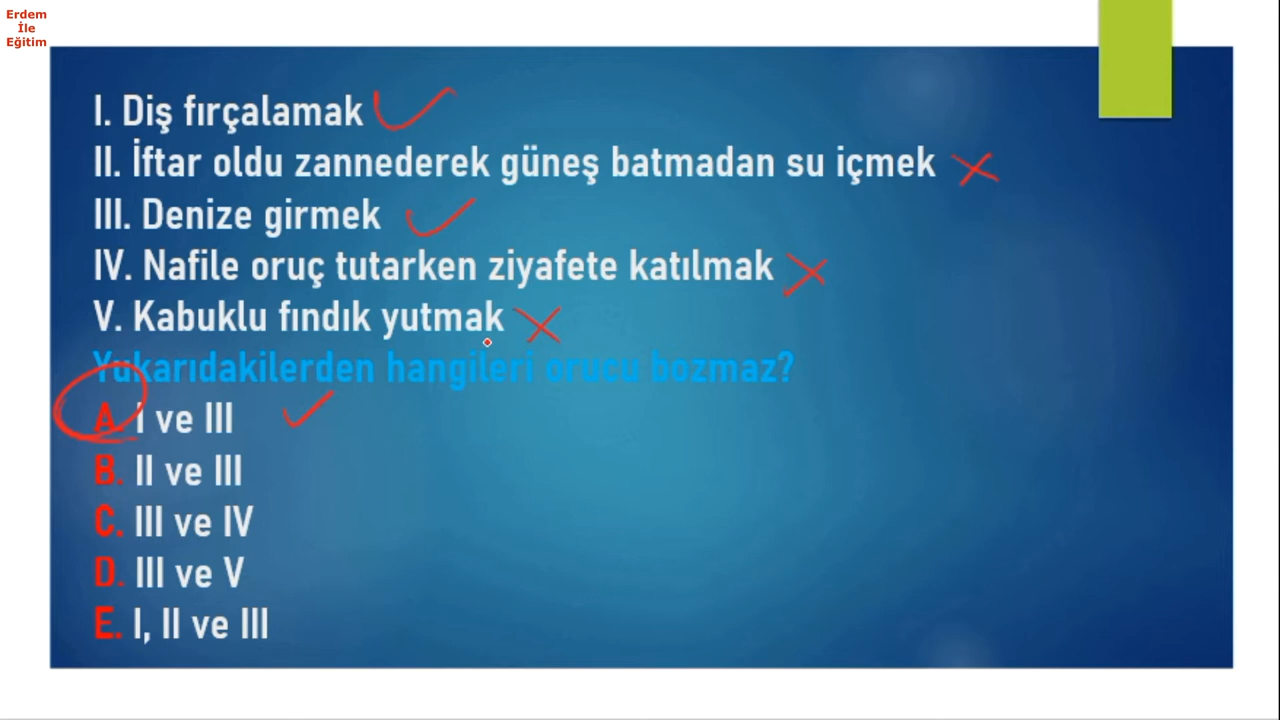 Erdem
İle
Eğitim
I. Diş fırçalamak
II. İftar oldu zannederek güneş batmadan su içmek
III. Denize girmek
IV. Nafile oruç tutarken ziyafete katılmak
V. Kabuklu fındık yutmak
Yukarıdakilerden hangileri orucu bozmaz?
A. I ve III
B. II ve III
C. III ve IV
D. III ve V
E. I, II ve III